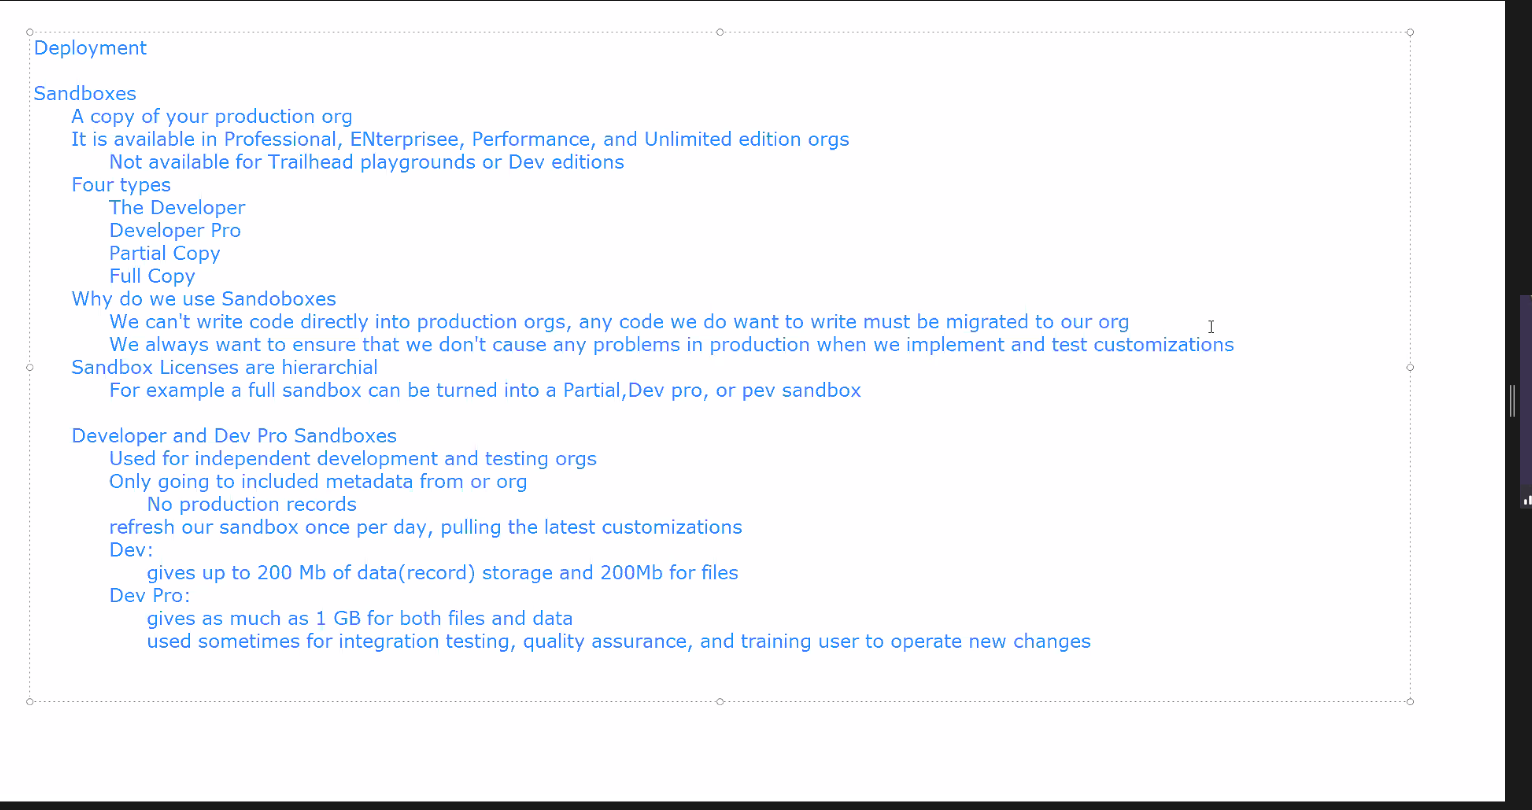 Deployment
Sandboxes
A copy of your production org
It is available in Professional, ENterprisee, Performance, and Unlimited edition orgs
Not available for Trailhead playgrounds or Dev editions
Four types
The Developer
Developer Pro
Partial Copy
Full Copy
Why do we use Sandoboxes
We can't write code directly into production orgs, any code we do want to write must be migrated to our org
We always want to ensure that we don't cause any problems in production when we implement and test customizations
Sandbox Licenses are hierarchial
For example a full sandbox can be turned into a Partial,Dev pro, or pev sandbox
Developer and Dev Pro Sandboxes
Used for independent development and testing orgs
Only going to included metadata from or org
No production records
refresh our sandbox once per day, pulling the latest customizations
Dev:
gives up to 200 Mb of data(record) storage and 200Mb for files
Dev Pro:
gives as much as 1 GB for both files and data
used sometimes for integration testing, quality assurance, and training user to operate new changes